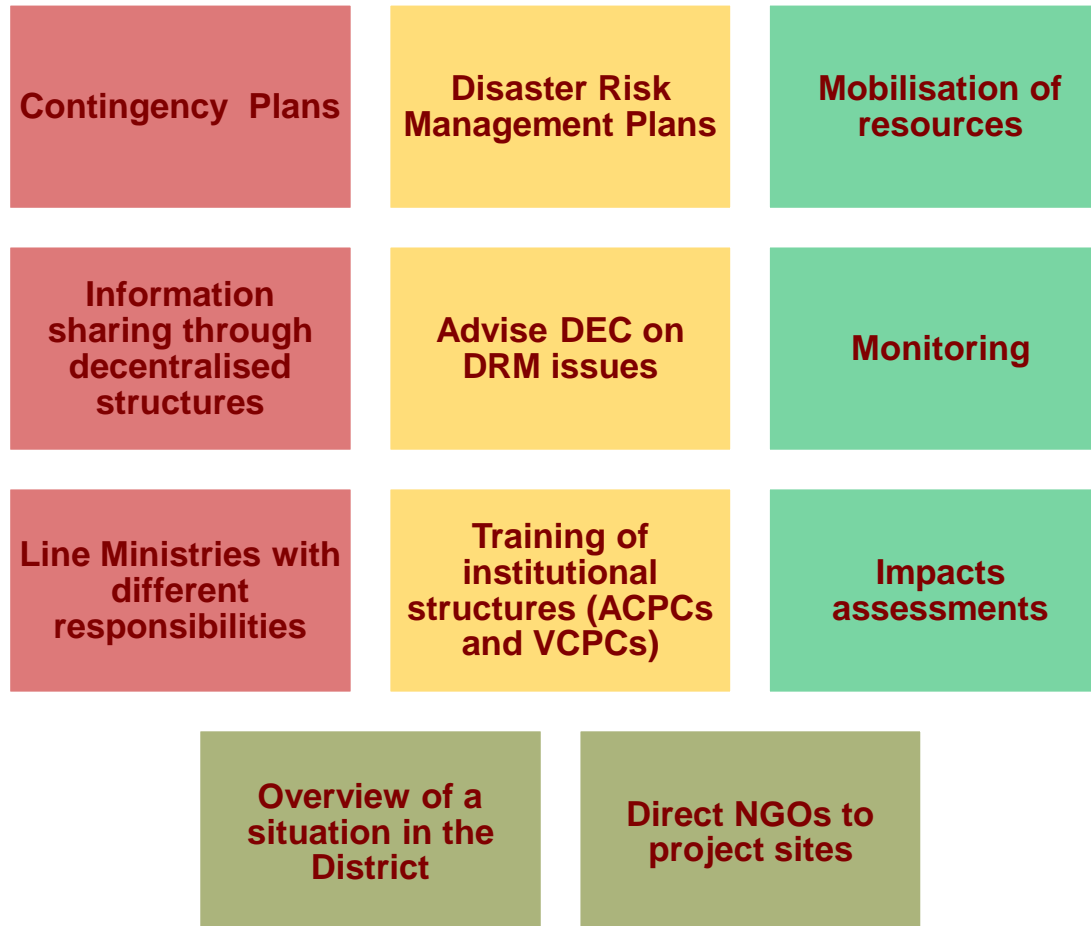 Contingency Plans
Disaster Risk
Management Plans
Mobilisation of
resources
Information
sharing through
decentralised
structures
Advise DEC on
DRM issues
Monitoring
Line Ministries with
different
responsibilities
Training of
institutional
structures (ACPCs
and VCPCs)
Impacts
assessments
Overview of a
situation in the
District
Direct NGOs to
project sites